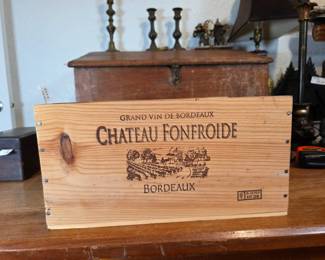 GRAND VIN DE BORDEAUX
CHATEAU FONFROIDE
BORDEAUX